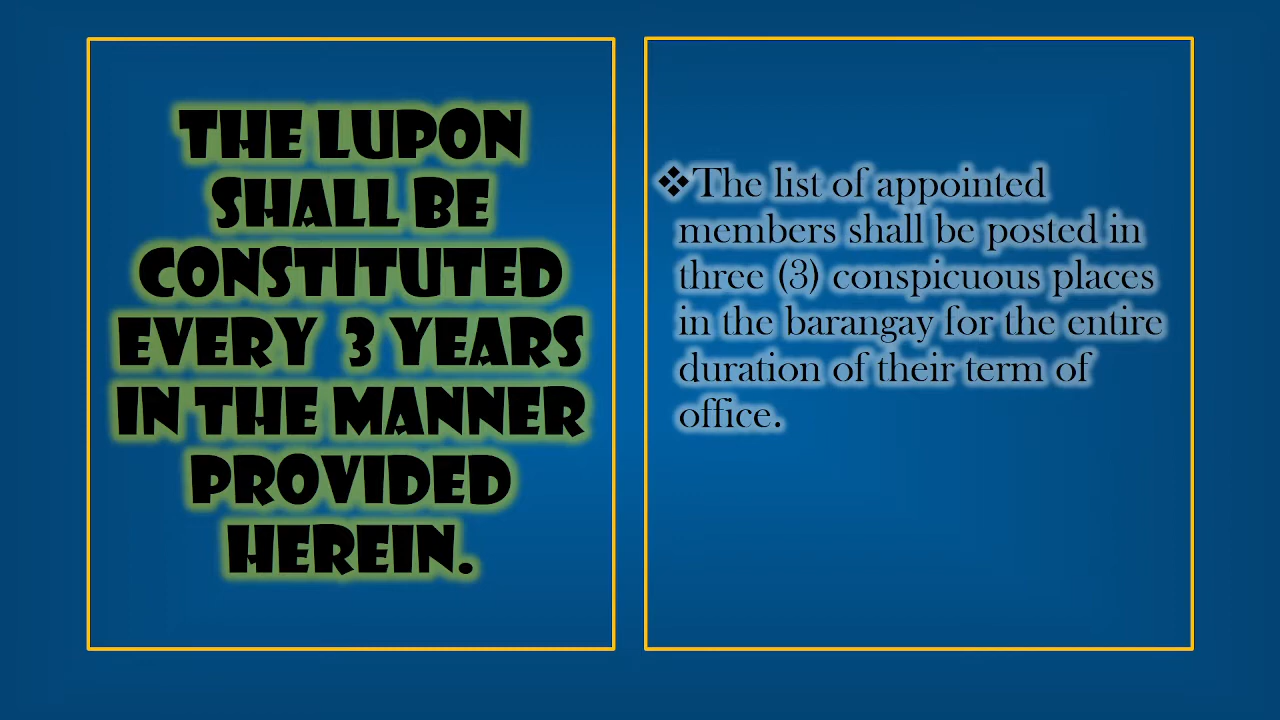 THE LUPON
SHALL BE
CONSTITUTED
EVERY 3 YEARS
IN THE MANNER
PROVIDED
HEREIN.
❖The list of appointed
members shall be posted in
three (3) conspicuous places
in the barangay for the entire
duration of their term of
office.